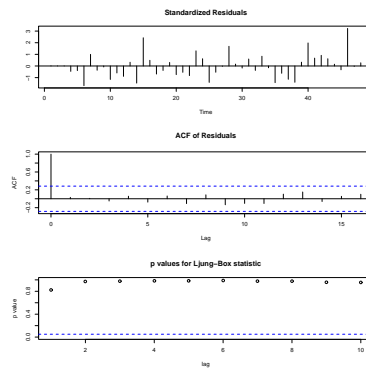 Standardized Residuals
3
2
1
0
−1
0 10 20 30 40
Time
ACF of Residuals
1.0
0.6
0.2
−0.2
ACF
0 5 10 15
Lag
p values for Ljung−Box statistic
0.8
0.4
0.0
p value
2 4 6 8 10
lag